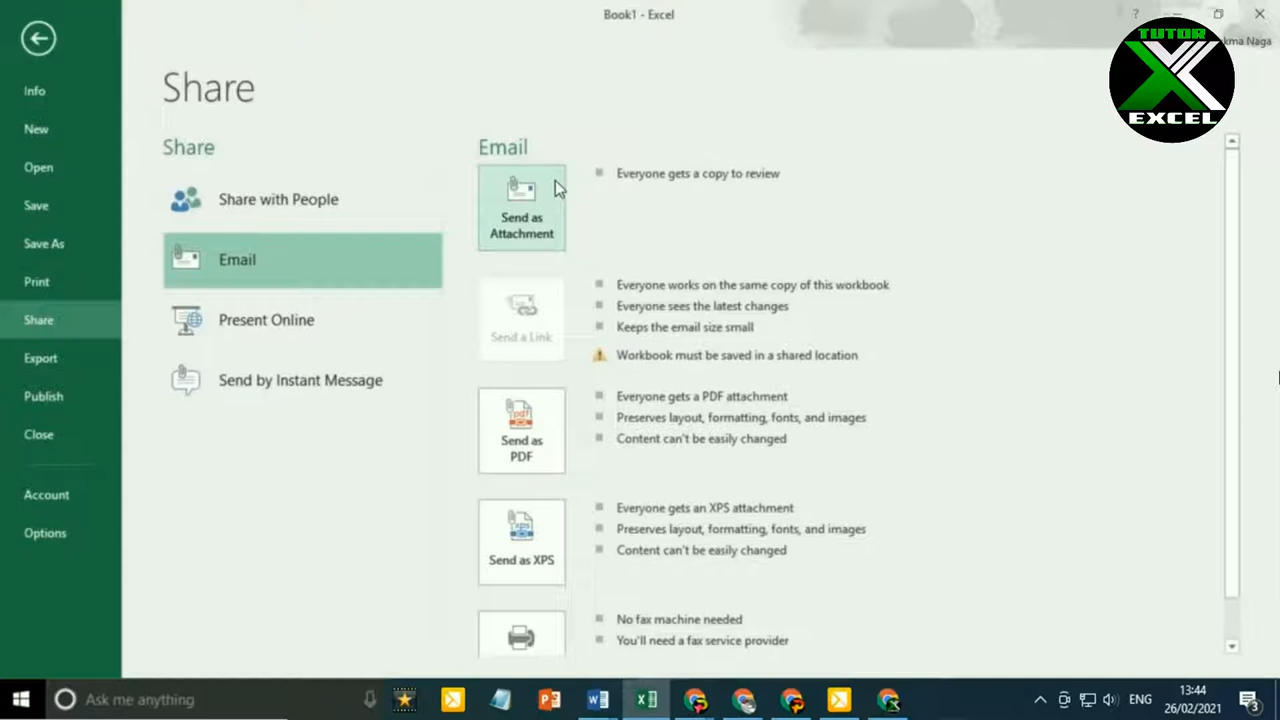 Book1 - Excel
?
TUTOR
EXCEL
kma Naga
Info
New
Open
Save
Save As
Print
Share
Export
Publish
Close
Account
Options
Share
Share
Share with People
Email
Present Online
Send by Instant Message
Email
Send as
Attachment
Everyone gets a copy to review
Send a Link
Everyone works on the same copy of this workbook
Everyone sees the latest changes
Keeps the email size small
Workbook must be saved in a shared location
pdf
Send as
PDF
Everyone gets a PDF attachment
Preserves layout, formatting, fonts, and images
Content can't be easily changed
xps
Send as XPS
Everyone gets an XPS attachment
Preserves layout, formatting, fonts, and images
Content can't be easily changed
No fax machine needed
You'll need a fax service provider
Ask me anything
ENG
13:44
26/02/2021
3